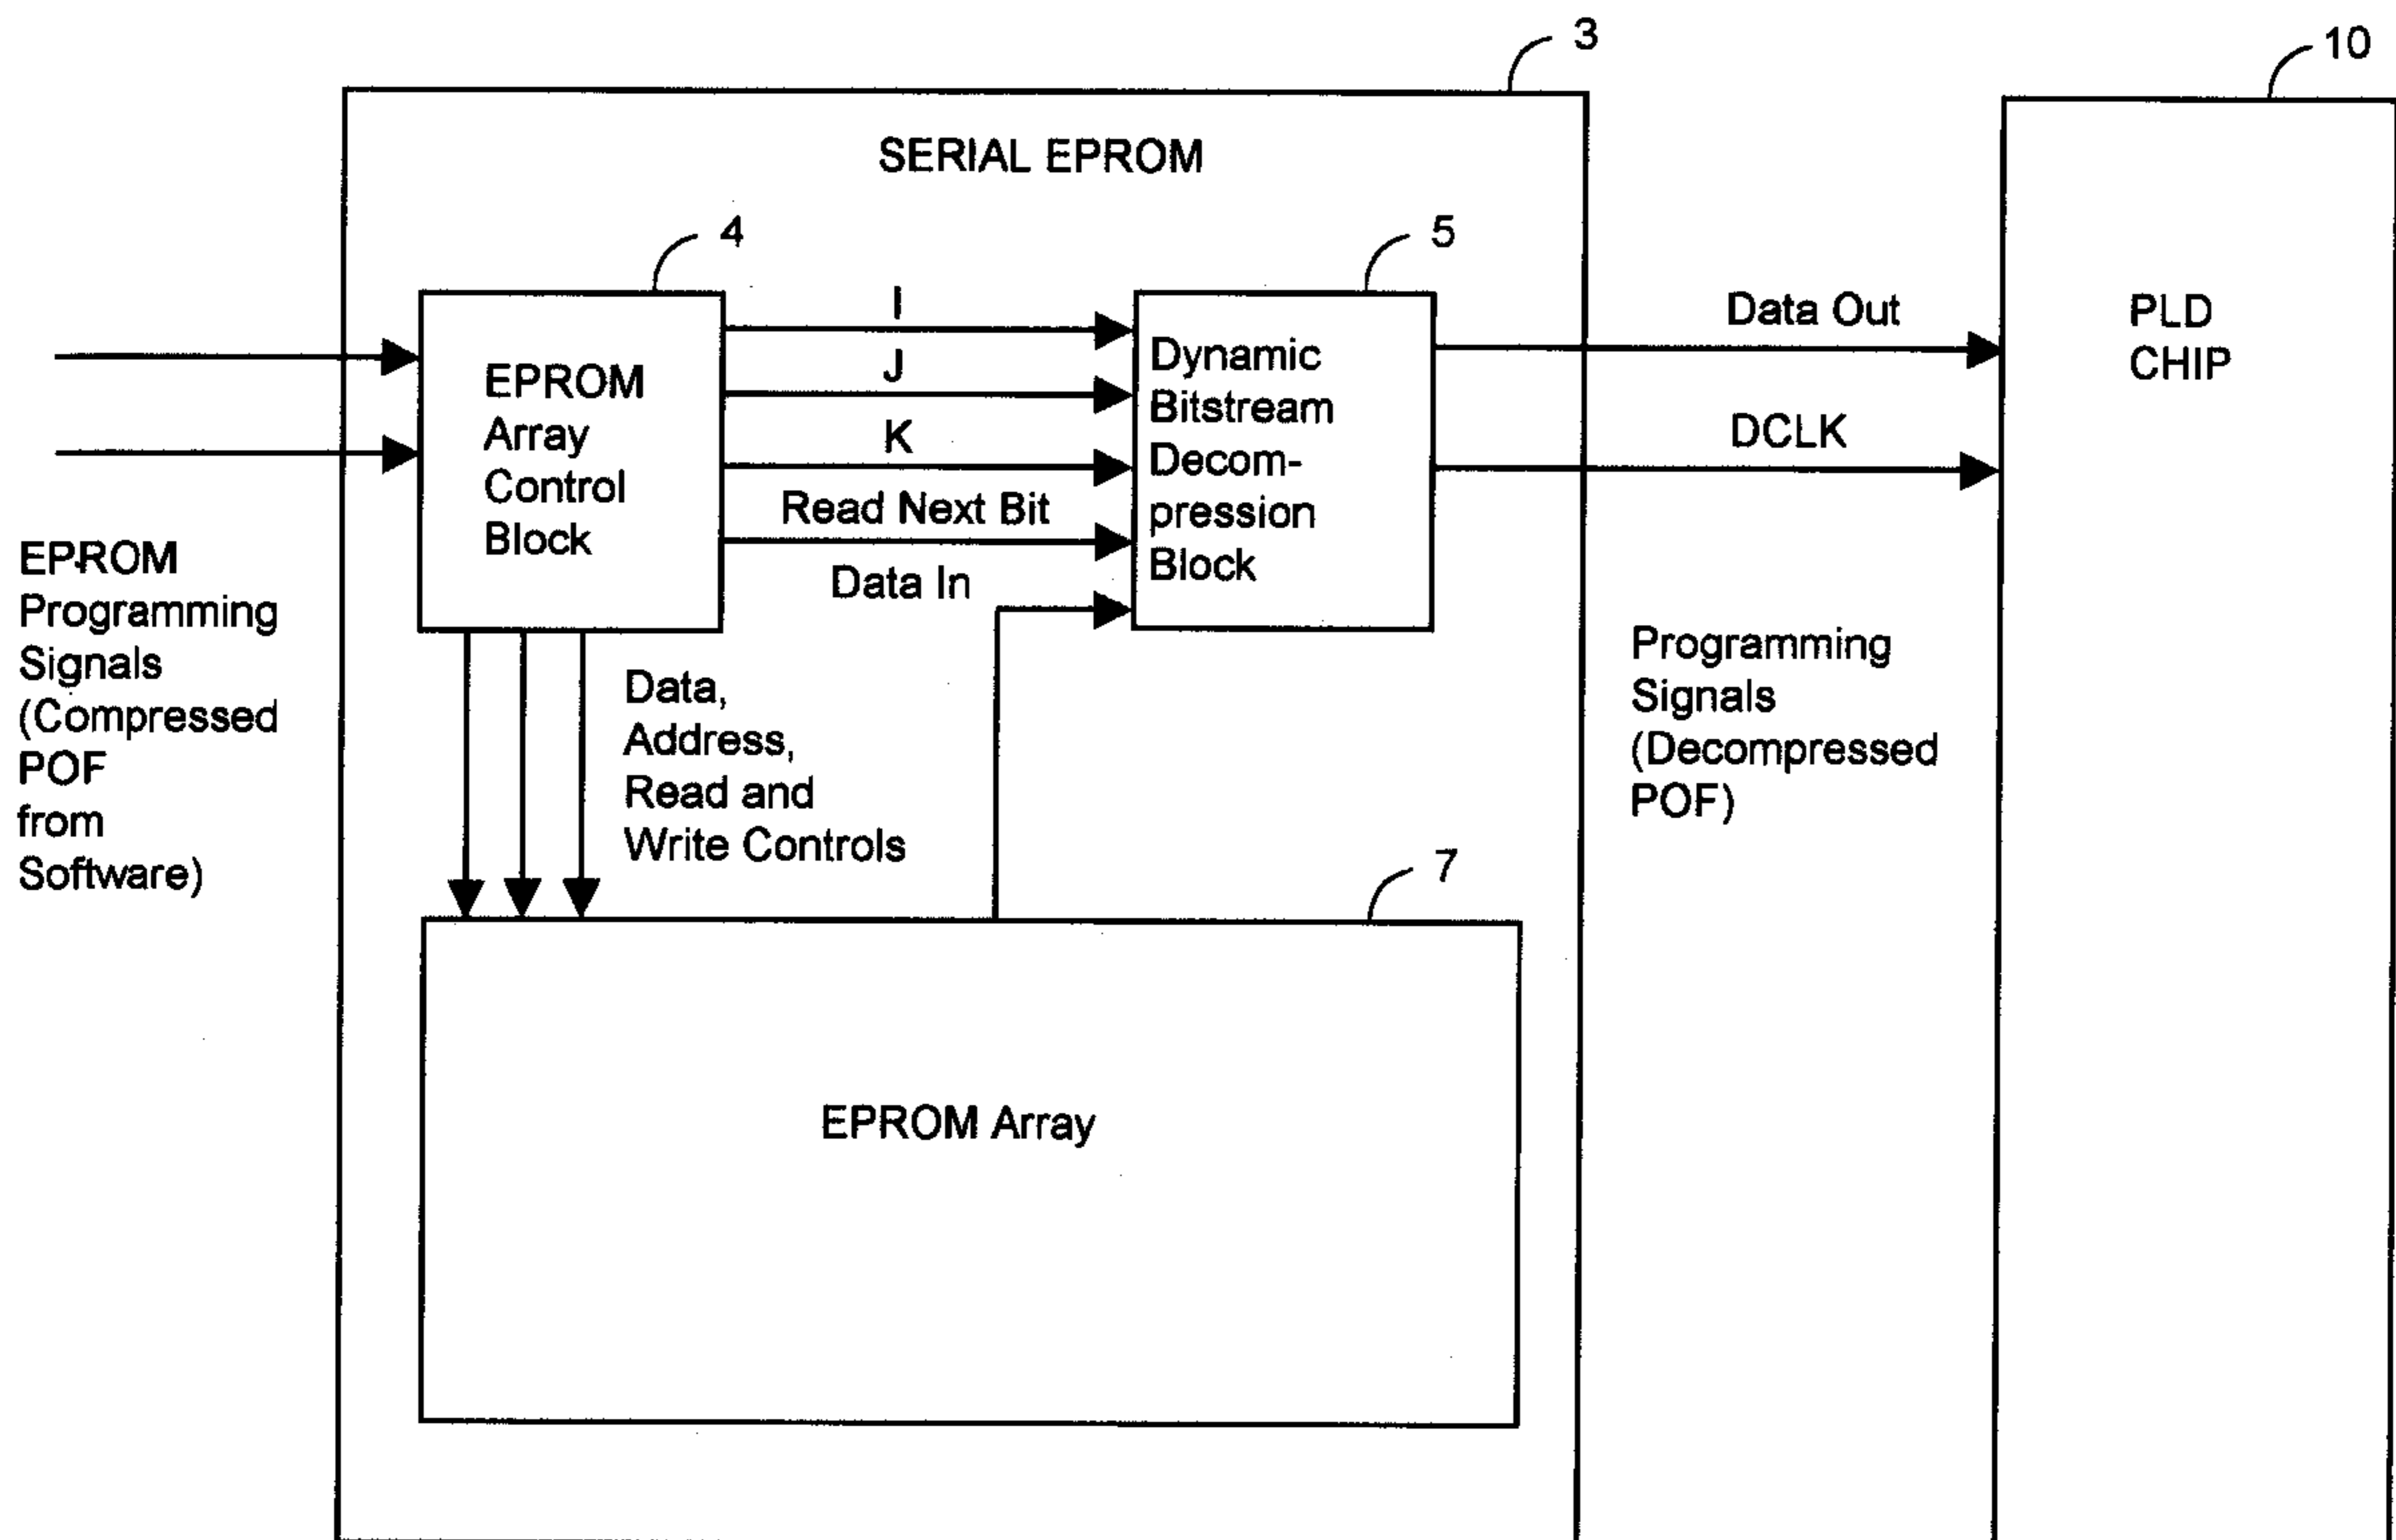 3
10
SERIAL EPROM
4
5
I
J
K
Read Next Bit
Data In
EPROM
Array
Control
Block
Dynamic
Bitstream
Decom-
pression
Block
Data Out
DCLK
PLD
CHIP
EPROM
Programming
Signals
(Compressed
POF
from
Software)
Data,
Address,
Read and
Write Controls
Programming
Signals
(Decompressed
POF)
7
EPROM Array